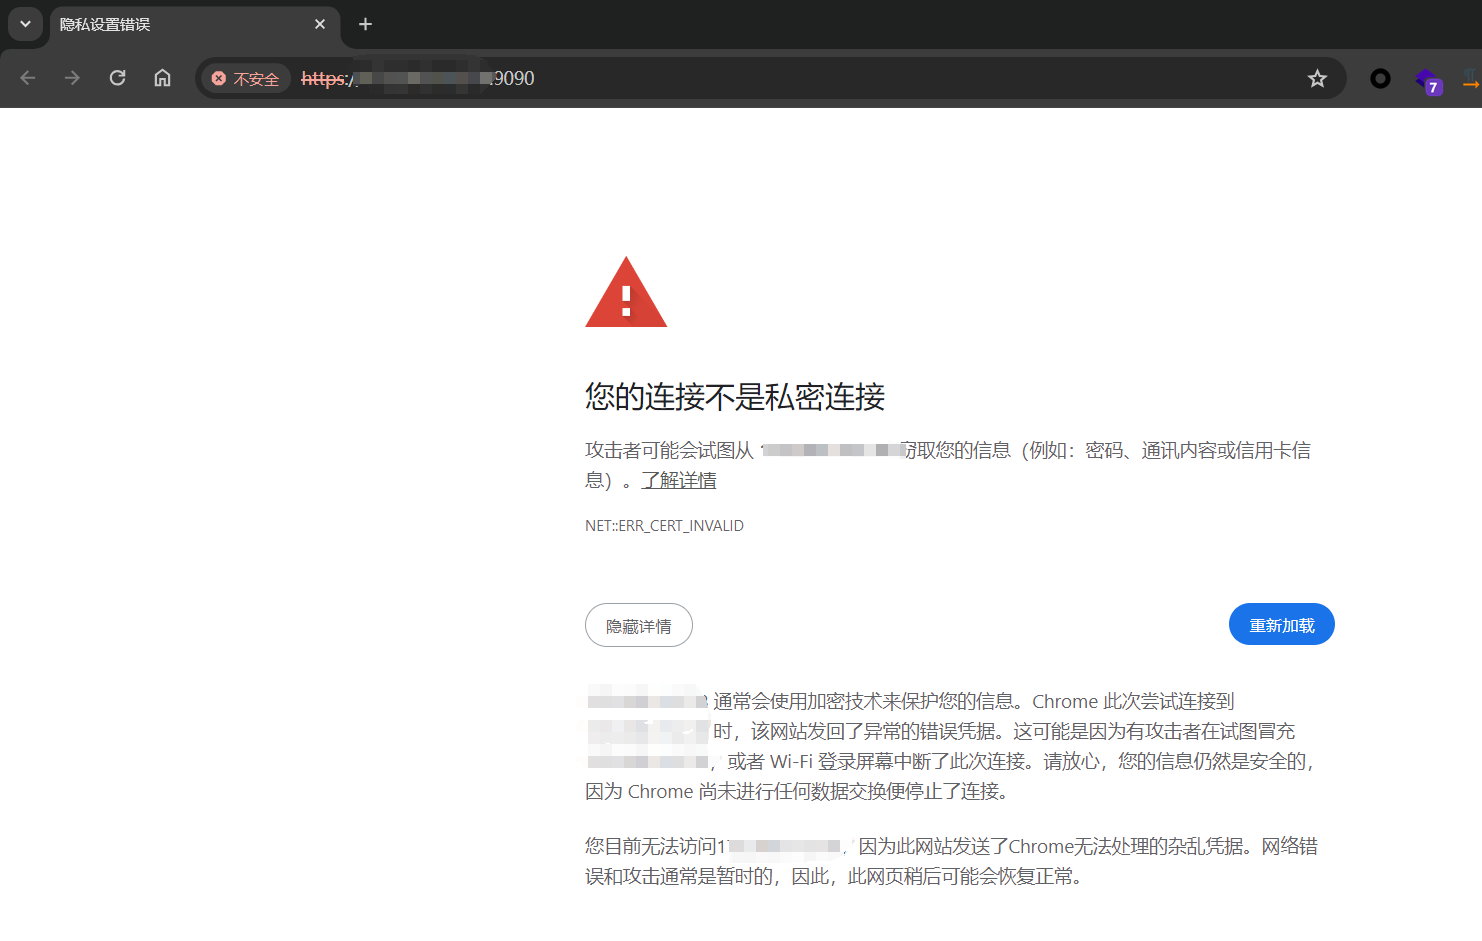 隐私设置错误
不安全
https:/
:9090
7
您的连接不是私密连接
攻击者可能会试图从
窃取您的信息（例如：密码、通讯内容或信用卡信
息）。了解详情
NET::ERR_CERT_INVALID
隐藏详情
重新加载
通常会使用加密技术来保护您的信息。Chrome 此次尝试连接到
时，该网站发回了异常的错误凭据。这可能是因为有攻击者在试图冒充
，或者 Wi-Fi 登录屏幕中断了此次连接。请放心，您的信息仍然是安全的，
因为 Chrome 尚未进行任何数据交换便停止了连接。
您目前无法访问1
，因为此网站发送了Chrome无法处理的杂乱凭据。网络错
误和攻击通常是暂时的，因此，此网页稍后可能会恢复正常。